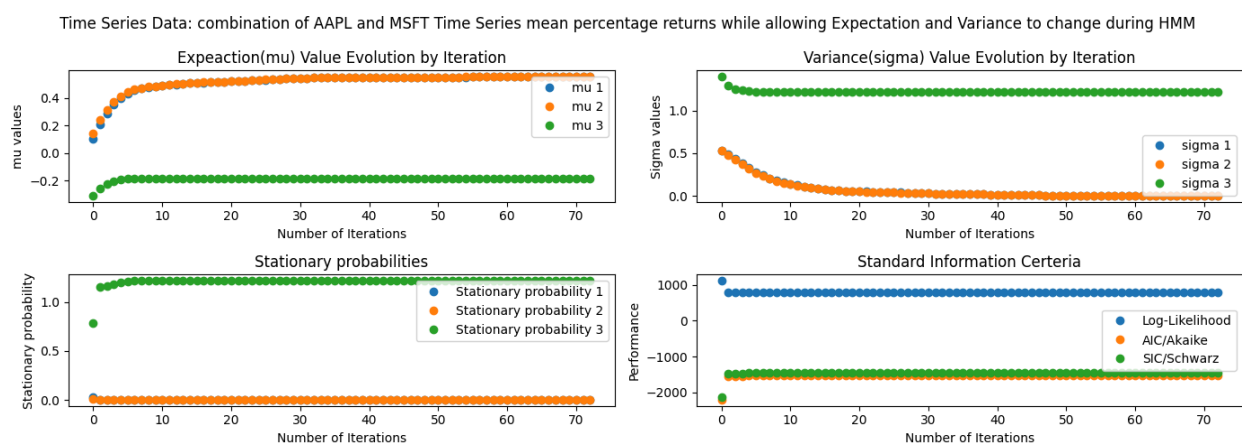 Time Series Data: combination of AAPL and MSFT Time Series mean percentage returns while allowing Expectation and Variance to change during HMM
Expeaction(mu) Value Evolution by Iteration
mu values
0.4
0.2
0.0
−0.2
mu 1
mu 2
mu 3
0 10 20 30 40 50 60 70
Number of Iterations
Variance(sigma) Value Evolution by Iteration
Sigma values
1.0
0.5
0.0
sigma 1
sigma 2
sigma 3
0 10 20 30 40 50 60 70
Number of Iterations
Stationary probabilities
Stationary probability
1.0
0.5
0.0
Stationary probability 1
Stationary probability 2
Stationary probability 3
0 10 20 30 40 50 60 70
Number of Iterations
Standard Information Certeria
Performance
1000
0
−1000
−2000
Log-Likelihood
AIC/Akaike
SIC/Schwarz
0 10 20 30 40 50 60 70
Number of Iterations